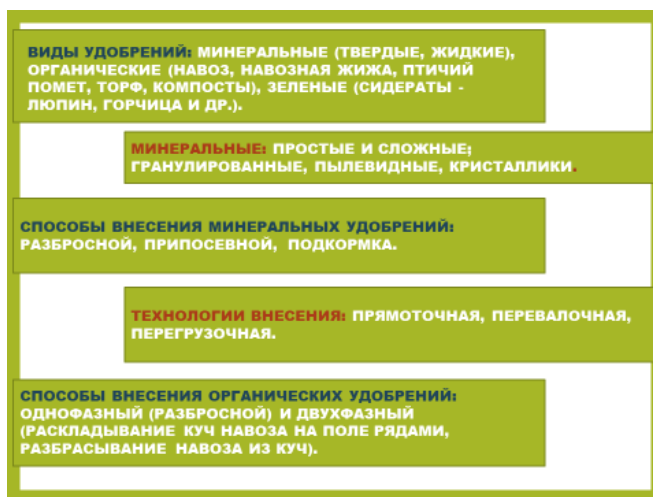 ВИДЫ УДОБРЕНИЙ: МИНЕРАЛЬНЫЕ (ТВЕРДЫЕ, ЖИДКИЕ),
ОРГАНИЧЕСКИЕ (НАВОЗ, НАВОЗНАЯ ЖИЖА, ПТИЧИЙ
ПОМЕТ, ТОРФ, КОМПОСТЫ), ЗЕЛЕНЫЕ (СИДЕРАТЫ -
ЛЮПИН, ГОРЧИЦА И ДР.).
МИНЕРАЛЬНЫЕ: ПРОСТЫЕ И СЛОЖНЫЕ;
ГРАНУЛИРОВАННЫЕ, ПЫЛЕВИДНЫЕ, КРИСТАЛЛИКИ.
СПОСОБЫ ВНЕСЕНИЯ МИНЕРАЛЬНЫХ УДОБРЕНИЙ:
РАЗБРОСНОЙ, ПРИПОСЕВНОЙ, ПОДКОРМКА.
ТЕХНОЛОГИИ ВНЕСЕНИЯ: ПРЯМОТОЧНАЯ, ПЕРЕВАЛОЧНАЯ,
ПЕРЕГРУЗОЧНАЯ.
СПОСОБЫ ВНЕСЕНИЯ ОРГАНИЧЕСКИХ УДОБРЕНИЙ:
ОДНОФАЗНЫЙ (РАЗБРОСНОЙ) И ДВУХФАЗНЫЙ
(РАСКЛАДЫВАНИЕ КУЧ НАВОЗА НА ПОЛЕ РЯДАМИ,
РАЗБРАСЫВАНИЕ НАВОЗА ИЗ КУЧ).